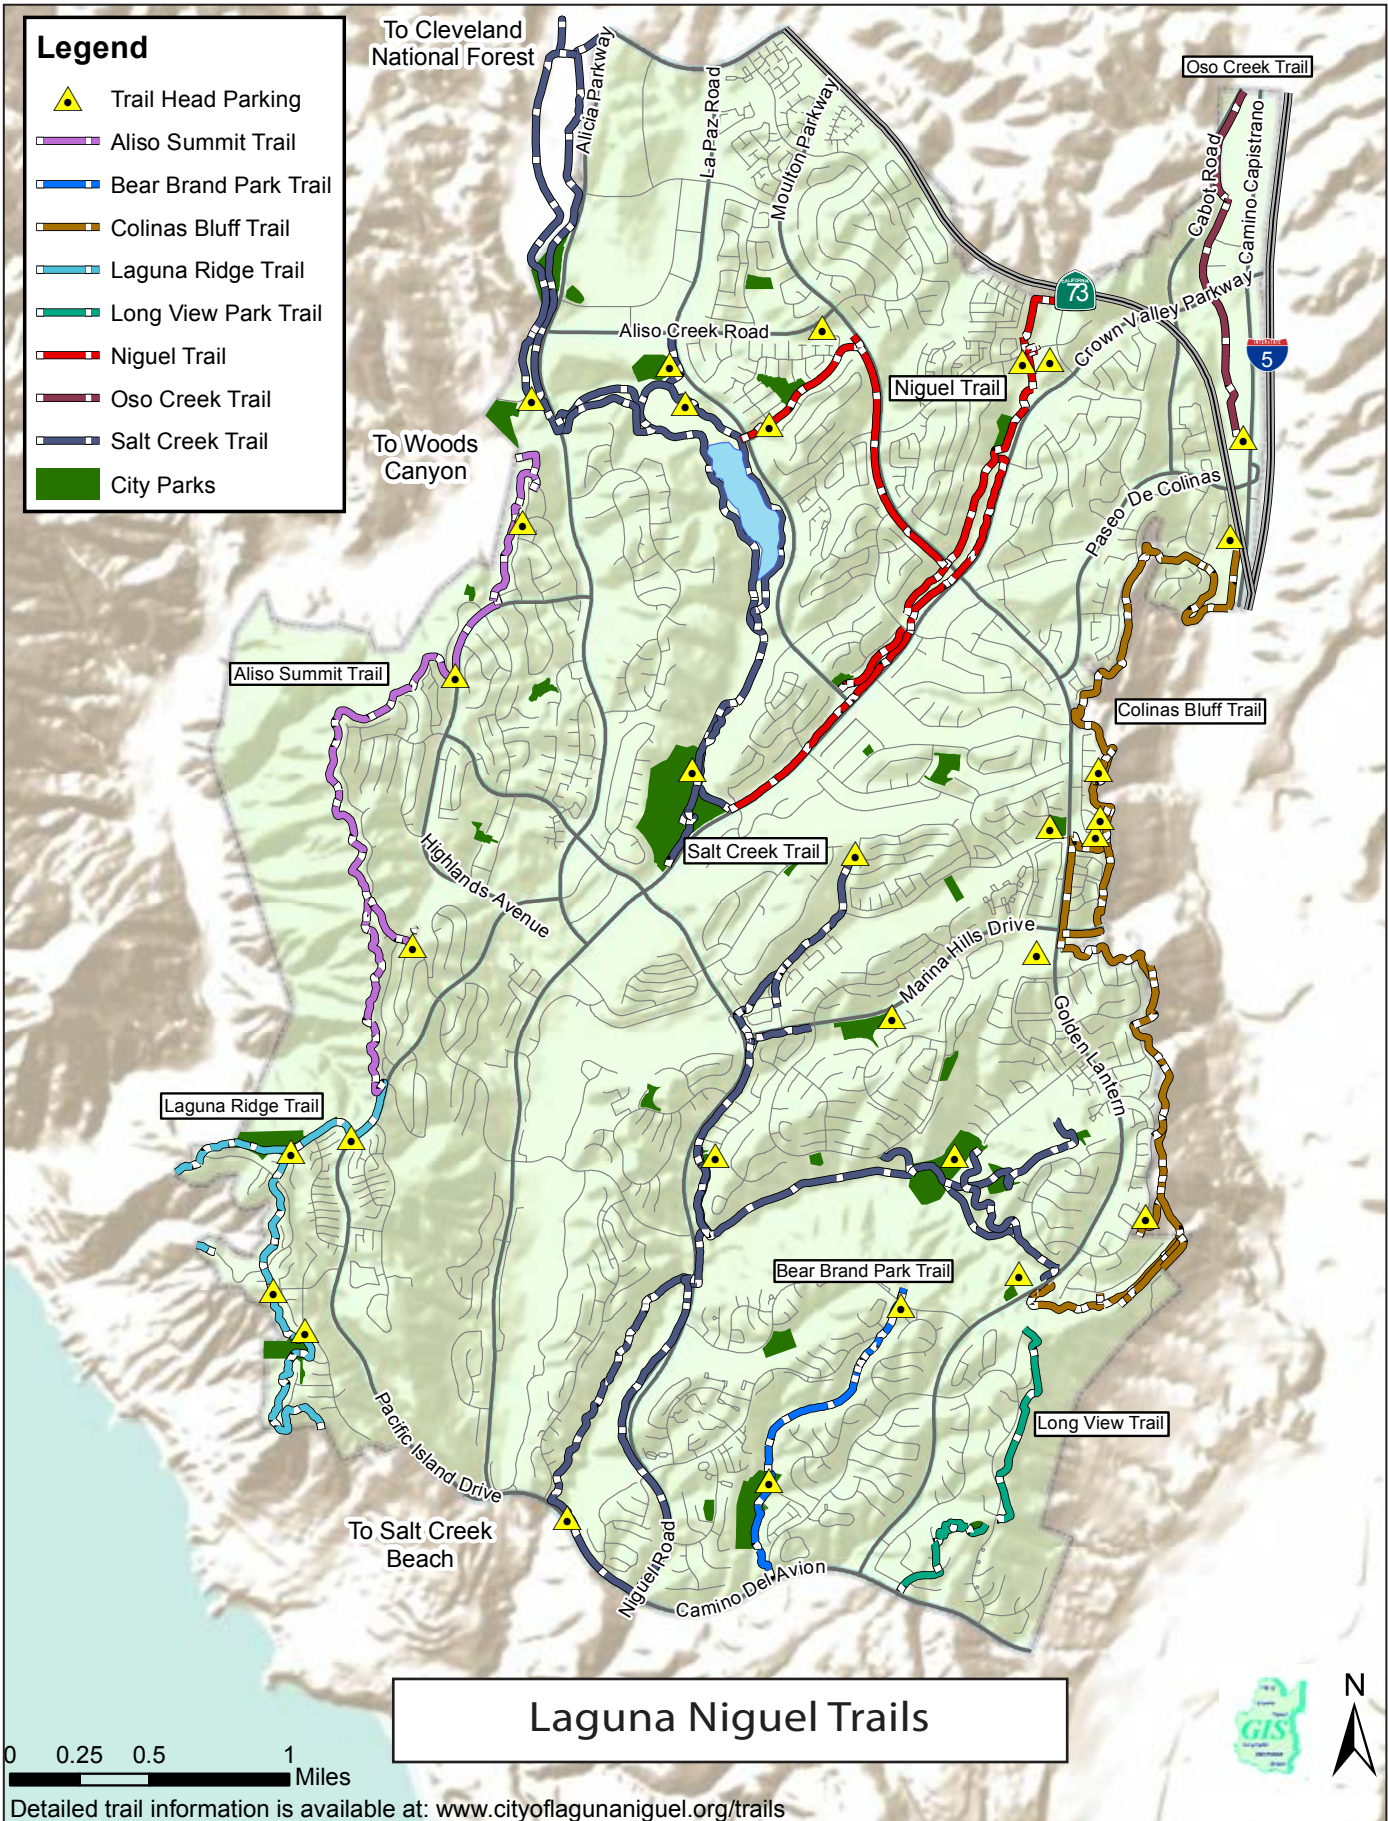 Legend
Trail Head Parking
Aliso Summit Trail
Bear Brand Park Trail
Colinas Bluff Trail
Laguna Ridge Trail
Long View Park Trail
Niguel Trail
Oso Creek Trail
Salt Creek Trail
City Parks
To Cleveland
National Forest
Alicia Parkway
La Paz Road
Moulton Parkway
Oso Creek Trail
Cabot Road
Camino Capistrano
CALIFORNIA
73
Crown Valley Parkway
INTERSTATE
5
Aliso Creek Road
Niguel Trail
To Woods
Canyon
Paseo De Colinas
Aliso Summit Trail
Colinas Bluff Trail
Highlands Avenue
Salt Creek Trail
Marina Hills Drive
Golden Lantern
Laguna Ridge Trail
Bear Brand Park Trail
Long View Trail
Pacific Island Drive
To Salt Creek
Beach
Niguel Road
Camino Del Avion
Laguna Niguel Trails
GIS
N
0 0.25 0.5 1
Miles
Detailed trail information is available at: www.cityoflagunaniguel.org/trails